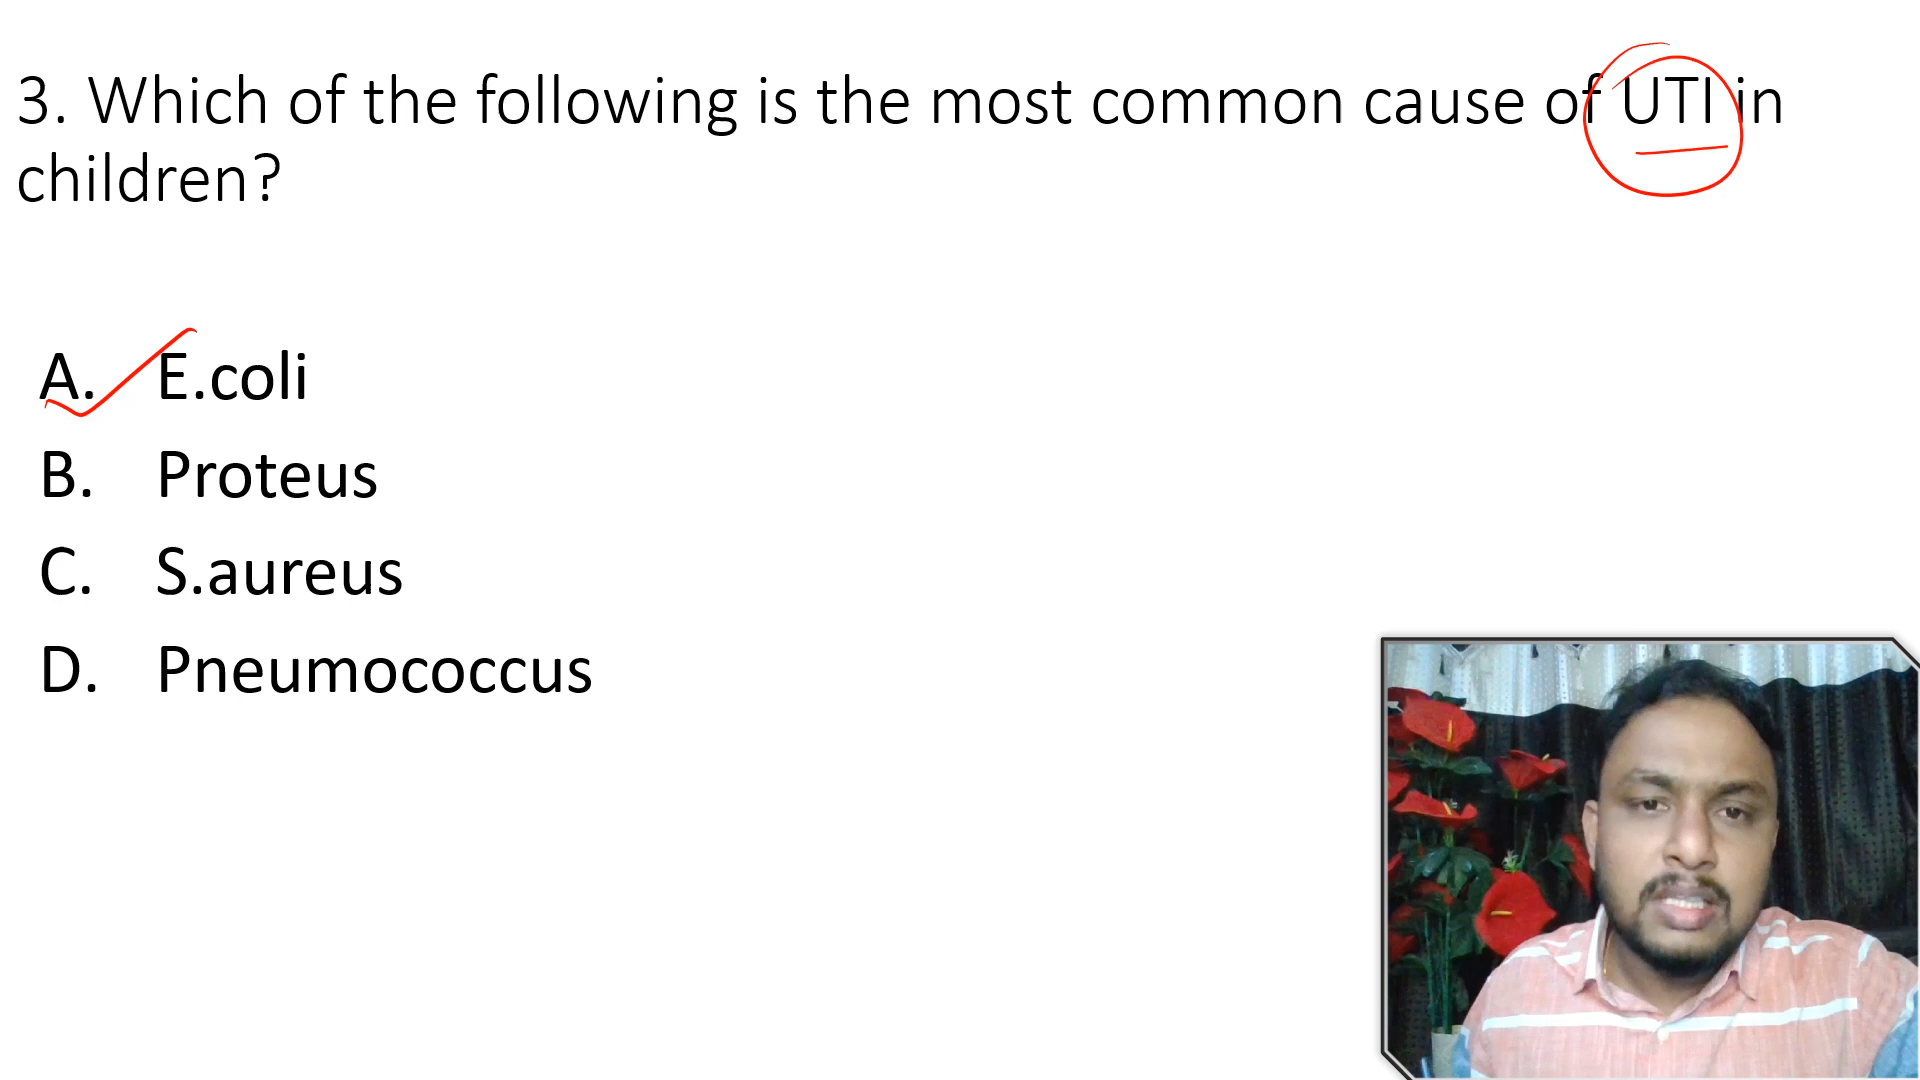 3. Which of the following is the most common cause of UTI in
children?
A. E.coli
B. Proteus
C. S.aureus
D. Pneumococcus